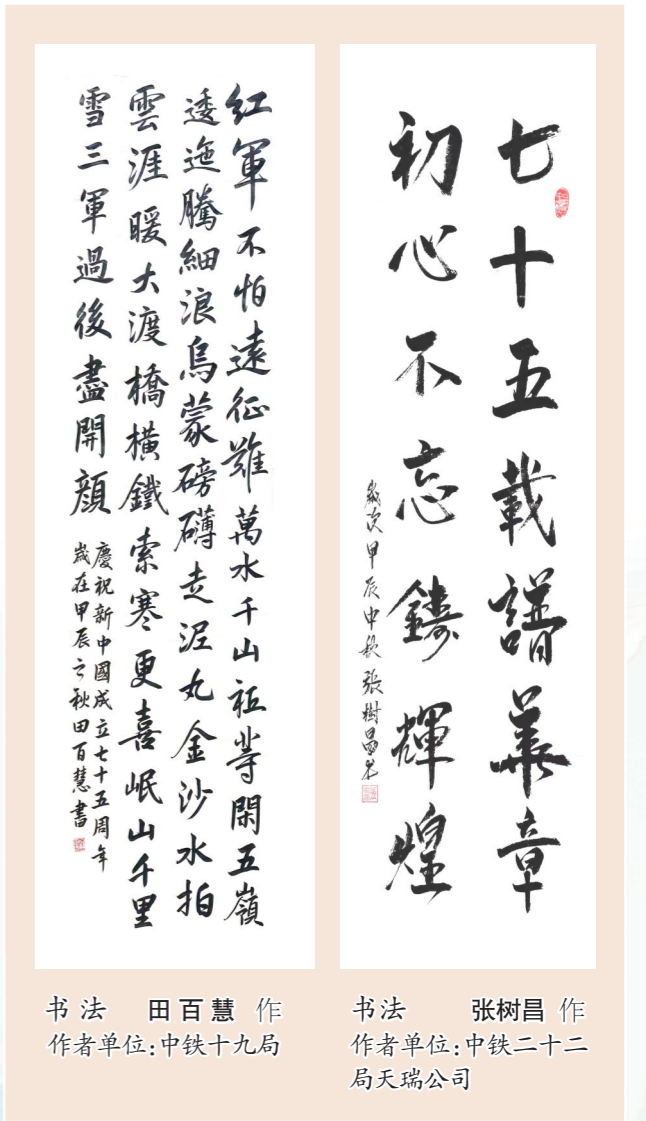 紅軍不怕遠征難萬水千山祗等閑五嶺
逶迤騰細浪烏蒙磅礴走泥丸金沙水拍
雲涯暖大渡橋橫鐵索寒更喜岷山千里
雪三軍過後盡開顔
慶祝新中國成立七十五周年
歲在甲辰之秋田百慧書
书法 田百慧 作
作者单位:中铁十九局
七十五載譜華章
初心不忘鑄輝煌
歲次甲辰中秋張樹昌
书法 张树昌 作
作者单位:中铁二十二
局天瑞公司